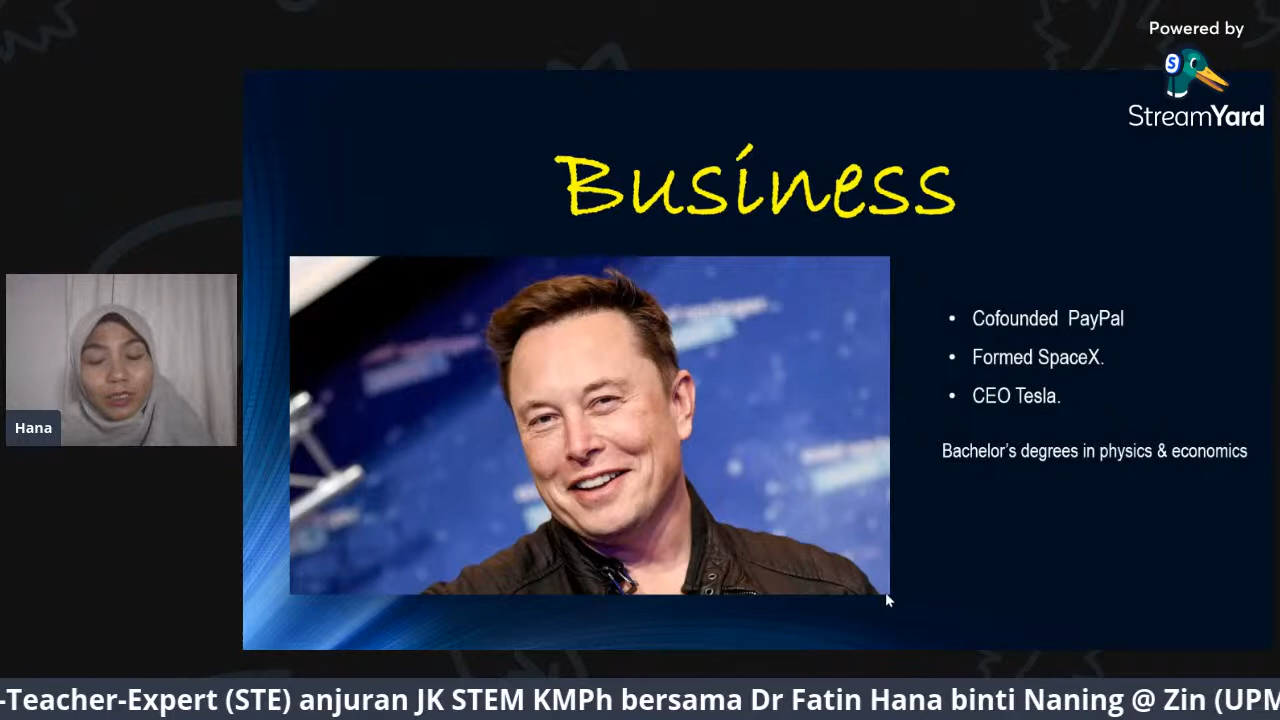 Powered by
StreamYard
Business
• Cofounded PayPal
• Formed SpaceX.
• CEO Tesla.
Bachelor's degrees in physics & economics
Hana
-Teacher-Expert (STE) anjuran JK STEM KMPh bersama Dr Fatin Hana binti Naning @ Zin (UPM